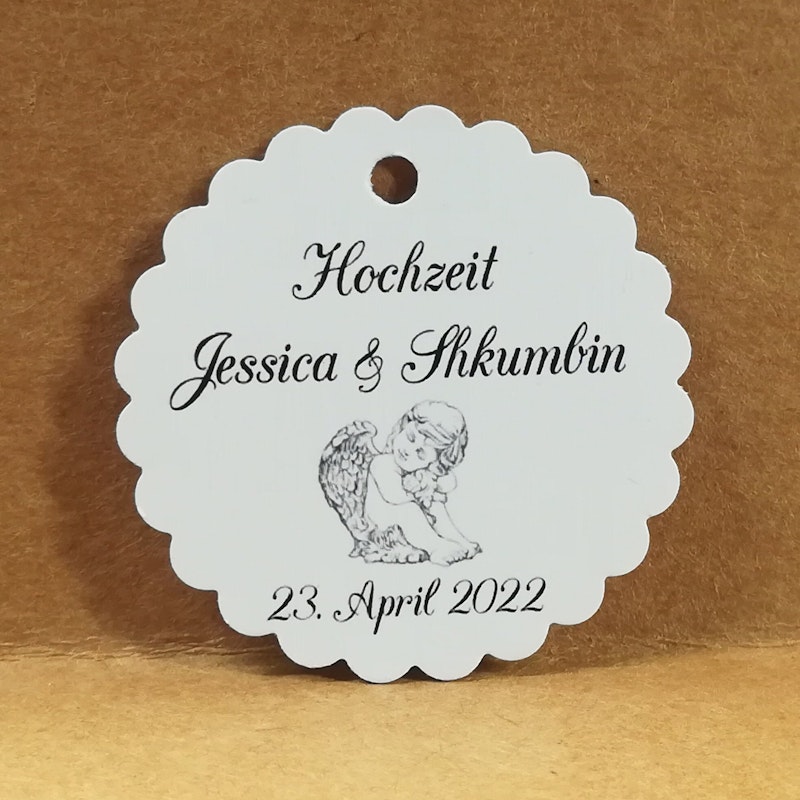 Hochzeit
Jessica & Shkumbin
23. April 2022